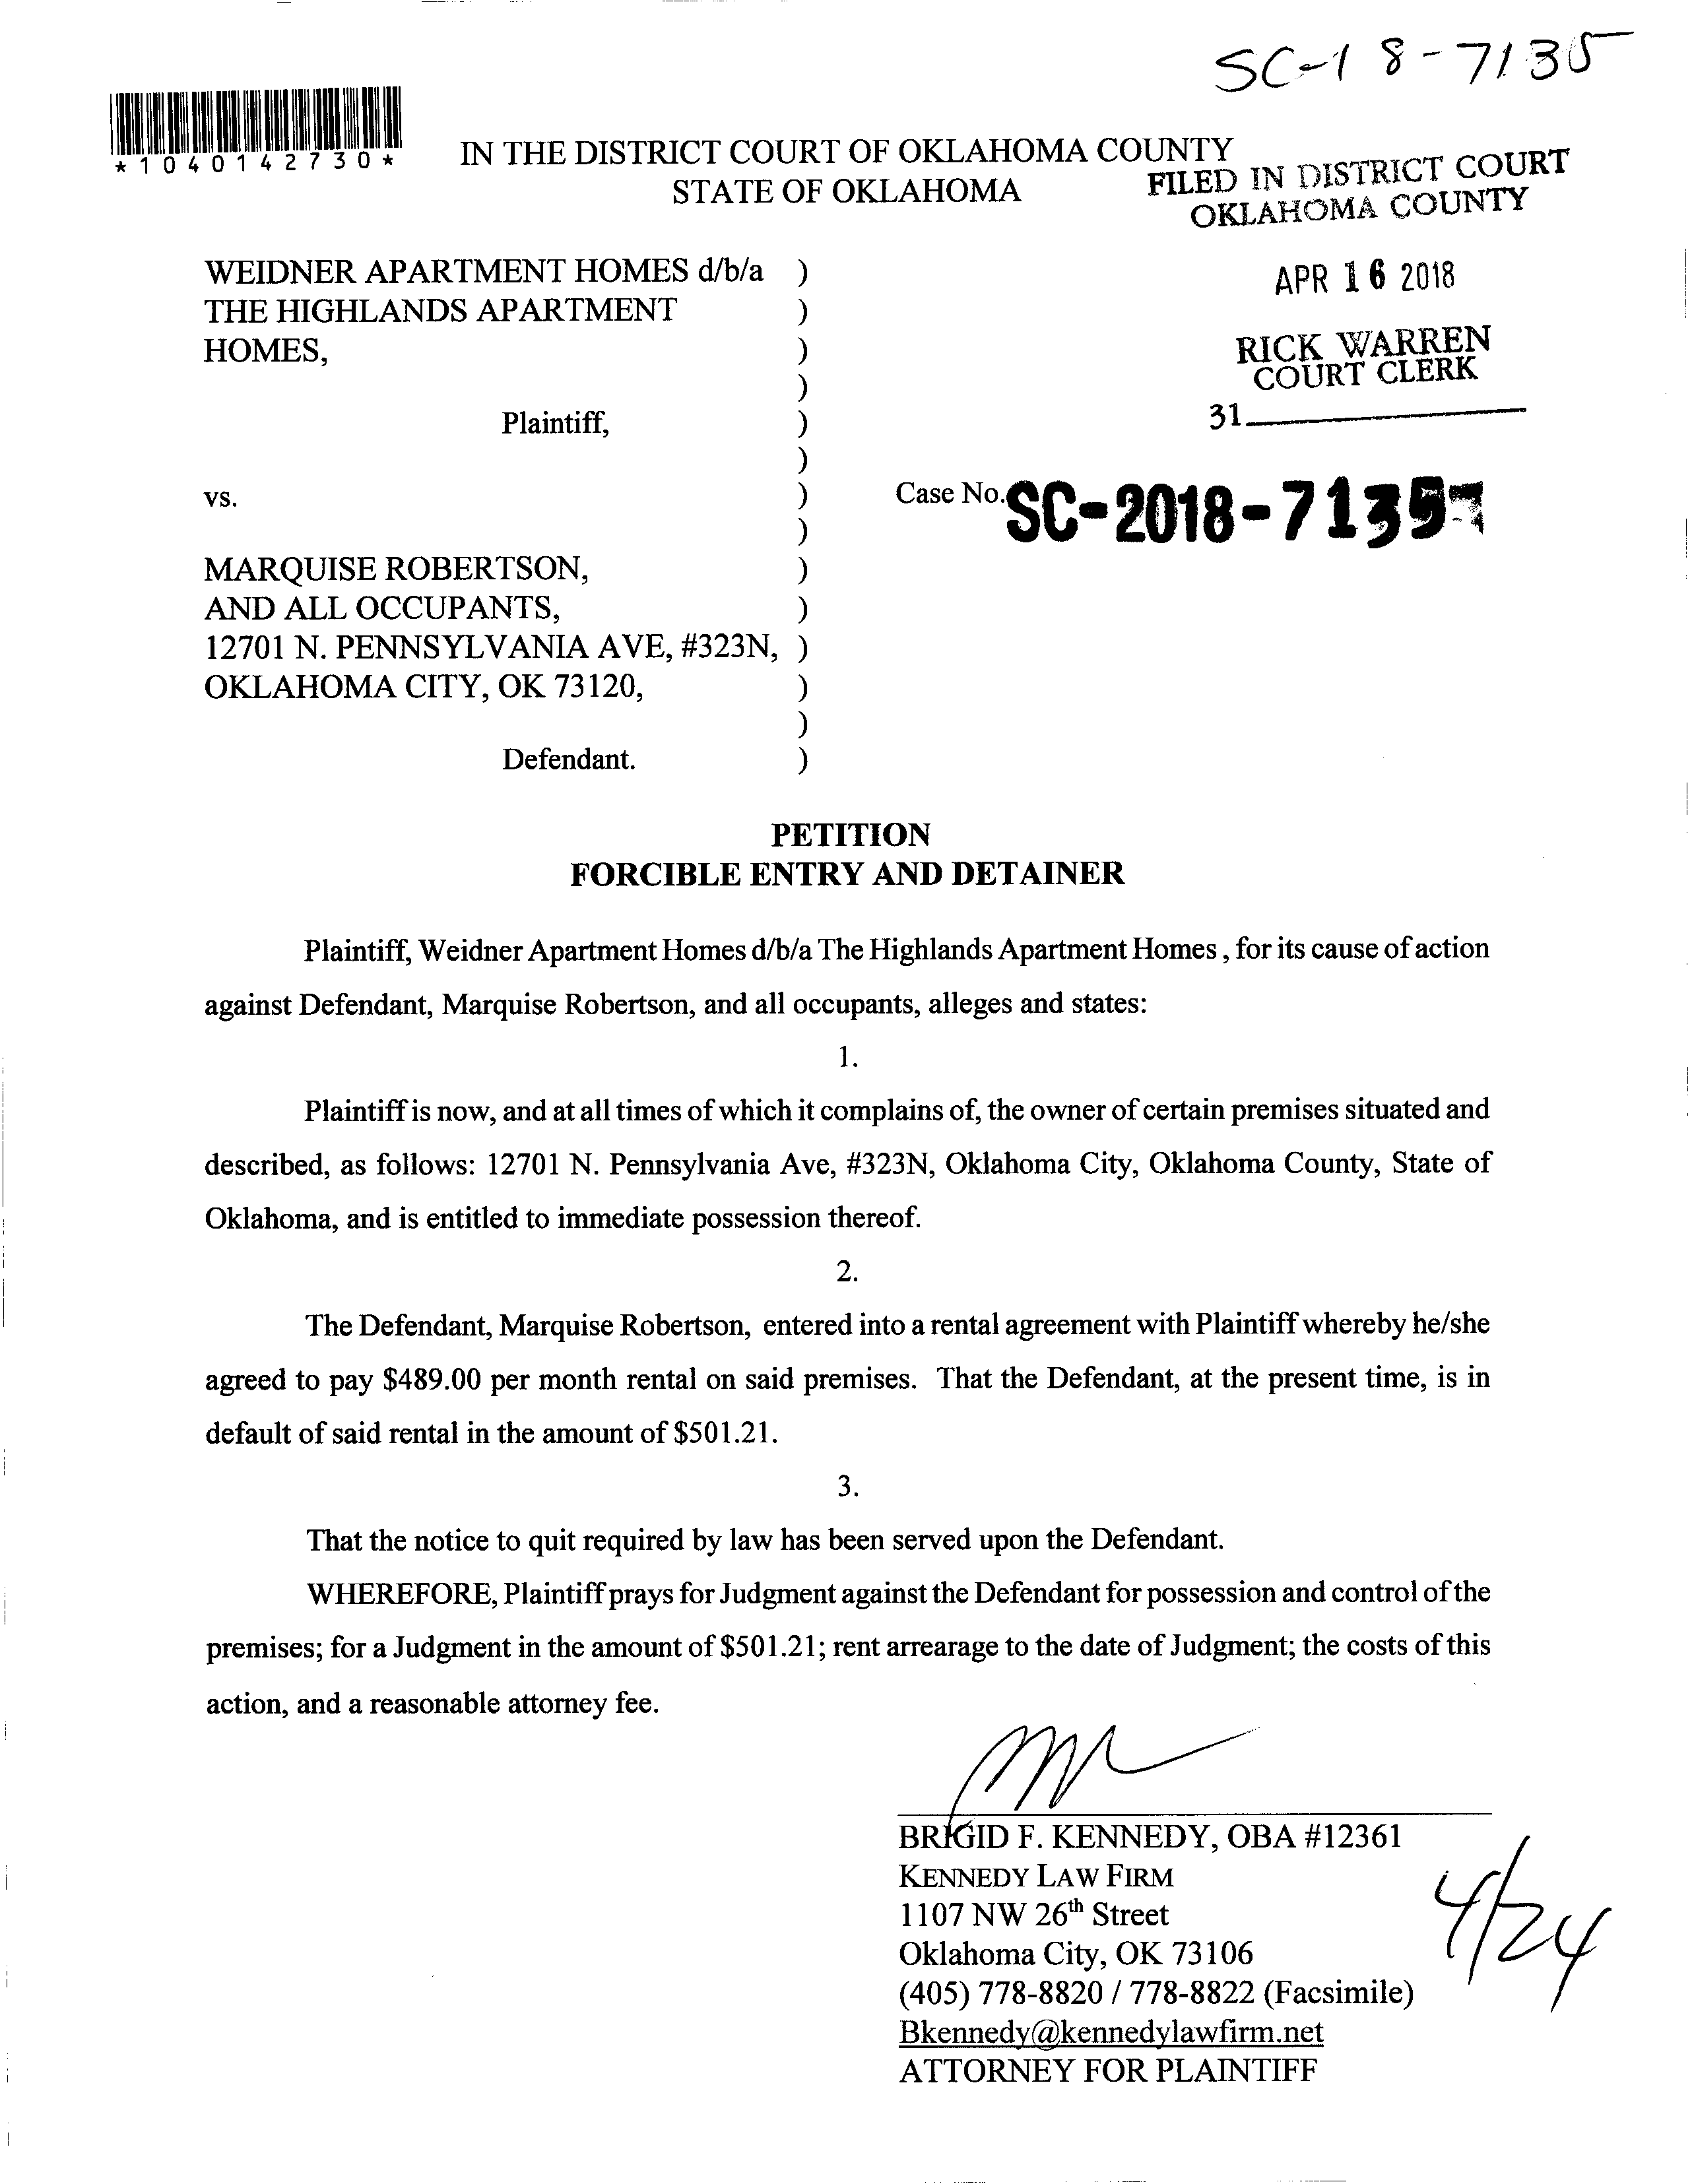 SC-18-7135
*1040142730*
IN THE DISTRICT COURT OF OKLAHOMA COUNTY
STATE OF OKLAHOMA
FILED IN DISTRICT COURT
OKLAHOMA COUNTY
APR 16 2018
RICK WARREN
COURT CLERK
31
WEIDNER APARTMENT HOMES d/b/a )
THE HIGHLANDS APARTMENT )
HOMES, )
)
Plaintiff, )
)
vs. )
Case No. SC-2018-7135
)
MARQUISE ROBERTSON, )
AND ALL OCCUPANTS, )
12701 N. PENNSYLVANIA AVE, #323N, )
OKLAHOMA CITY, OK 73120, )
)
Defendant. )
PETITION
FORCIBLE ENTRY AND DETAINER
Plaintiff, Weidner Apartment Homes d/b/a The Highlands Apartment Homes , for its cause of action
against Defendant, Marquise Robertson, and all occupants, alleges and states:
1.
Plaintiff is now, and at all times of which it complains of, the owner of certain premises situated and
described, as follows: 12701 N. Pennsylvania Ave, #323N, Oklahoma City, Oklahoma County, State of
Oklahoma, and is entitled to immediate possession thereof.
2.
The Defendant, Marquise Robertson, entered into a rental agreement with Plaintiff whereby he/she
agreed to pay $489.00 per month rental on said premises. That the Defendant, at the present time, is in
default of said rental in the amount of $501.21.
3.
That the notice to quit required by law has been served upon the Defendant.
WHEREFORE, Plaintiff prays for Judgment against the Defendant for possession and control of the
premises; for a Judgment in the amount of $501.21; rent arrearage to the date of Judgment; the costs of this
action, and a reasonable attorney fee.
BRIGID F. KENNEDY, OBA #12361
KENNEDY LAW FIRM
1107 NW 26th Street
Oklahoma City, OK 73106
(405) 778-8820 / 778-8822 (Facsimile)
Bkennedy@kennedylawfirm.net
ATTORNEY FOR PLAINTIFF
4/24